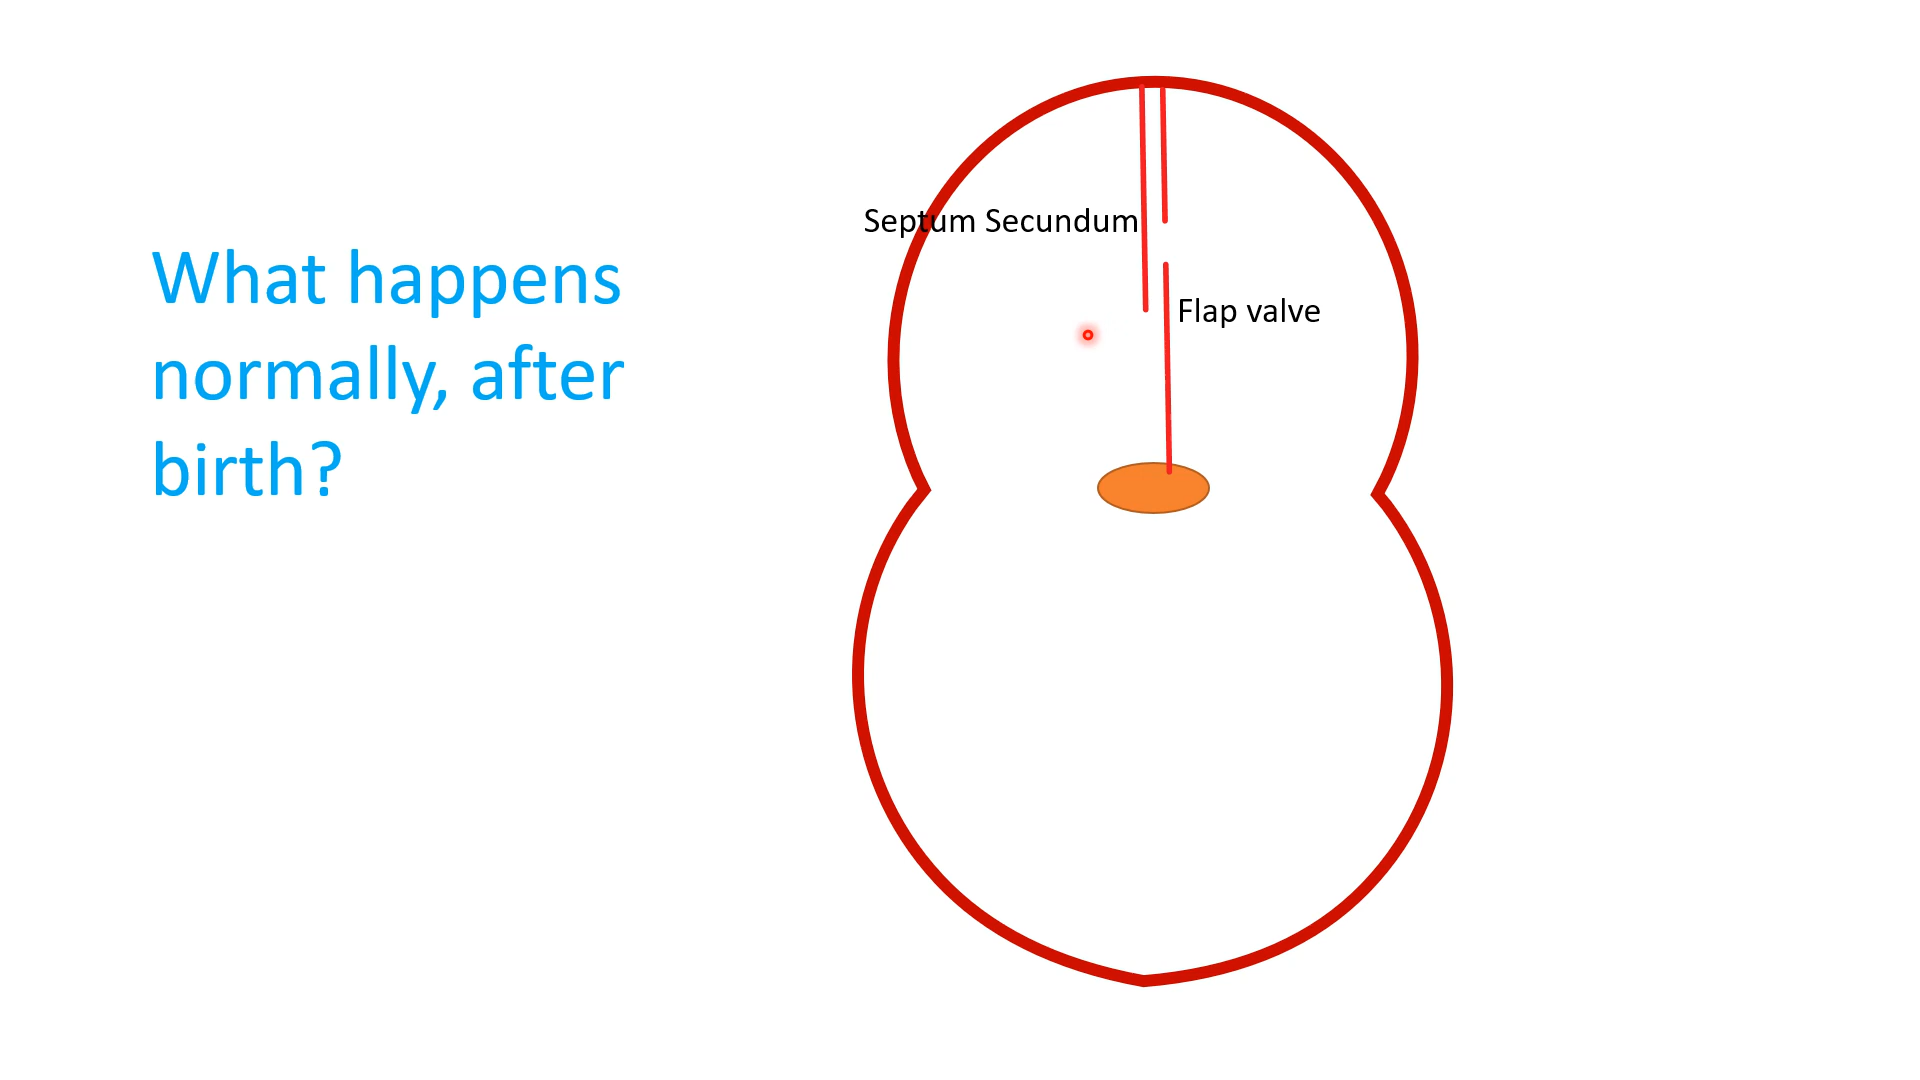 What happens
normally, after
birth?
Septum Secundum
Flap valve